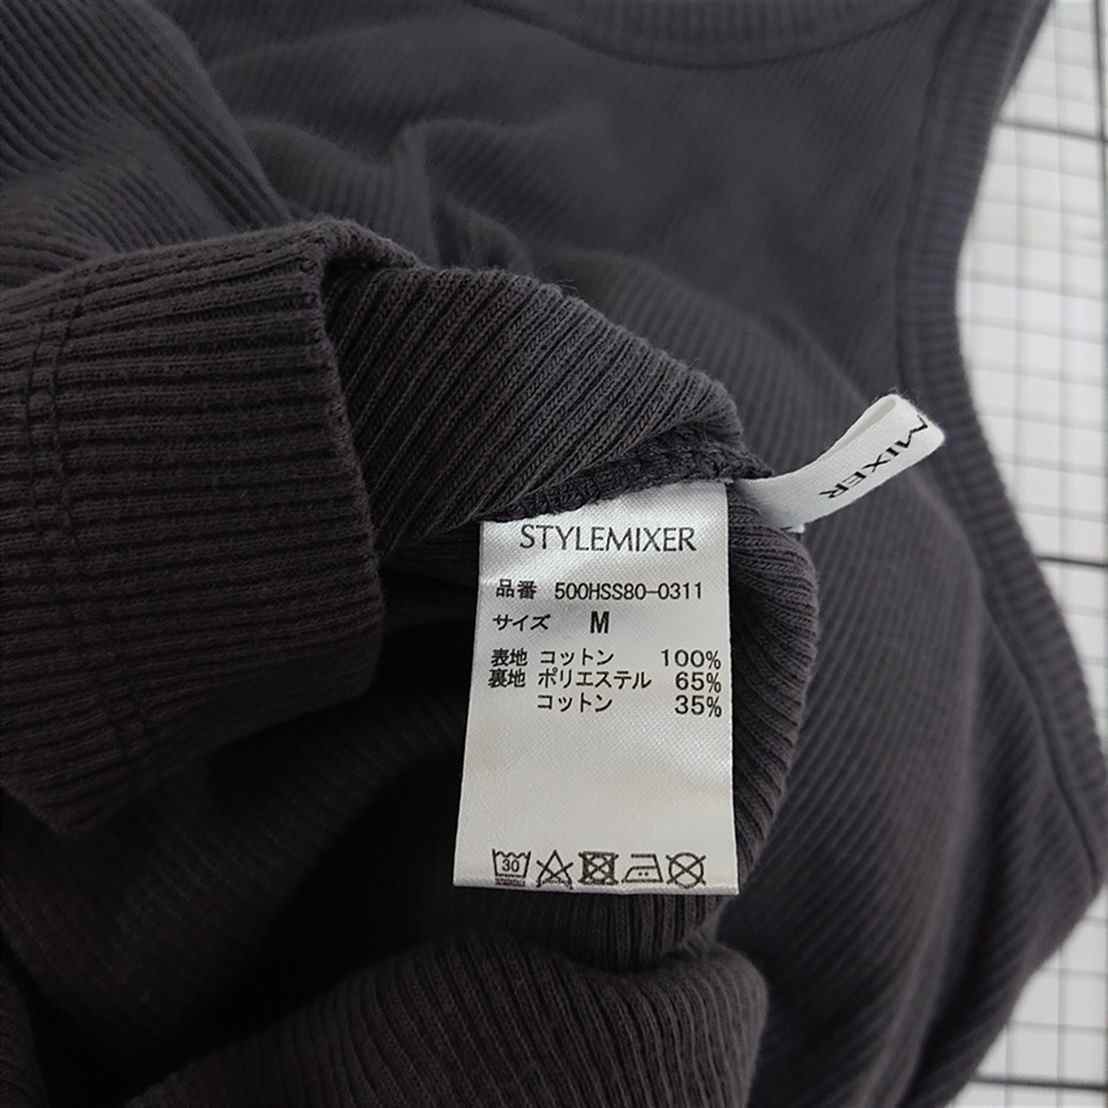 MIXER
STYLEMIXER
品番 500HSS80-0311
サイズ M
表地 コットン 100%
裏地 ポリエステル 65%
コットン 35%
30